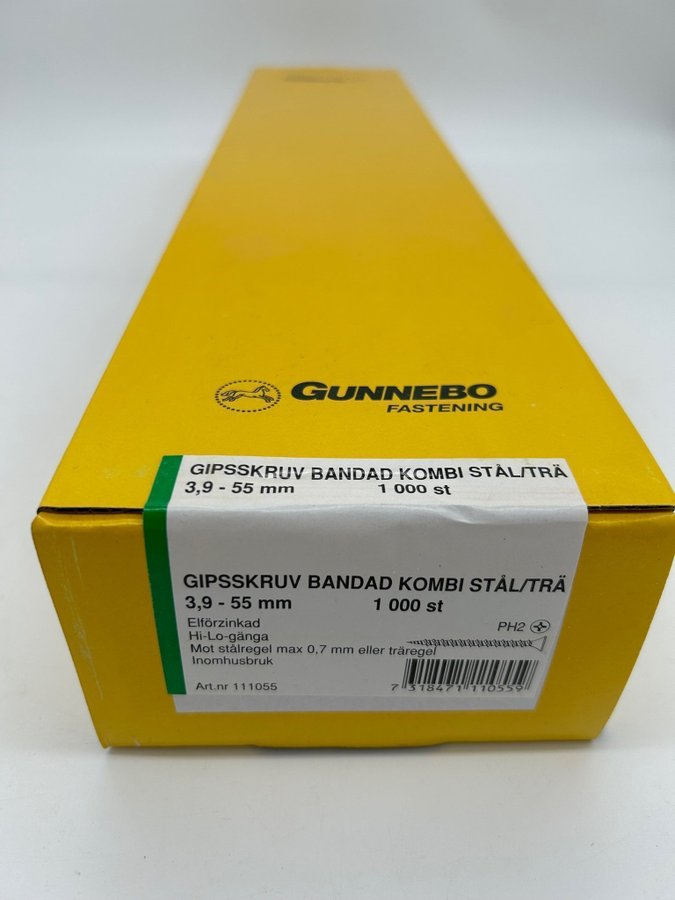 GUNNEBO
FASTENING
GIPSSKRUV BANDAD KOMBI STÅL/TRÄ
3,9 - 55 mm 1 000 st
GIPSSKRUV BANDAD KOMBI STÅL/TRÄ
3,9 - 55 mm 1 000 st
Elförzinkad
PH2
Hi-Lo-gänga
Mot stålregel max 0,7 mm eller träregel
Inomhusbruk
Art.nr 111055
7 318471 110559